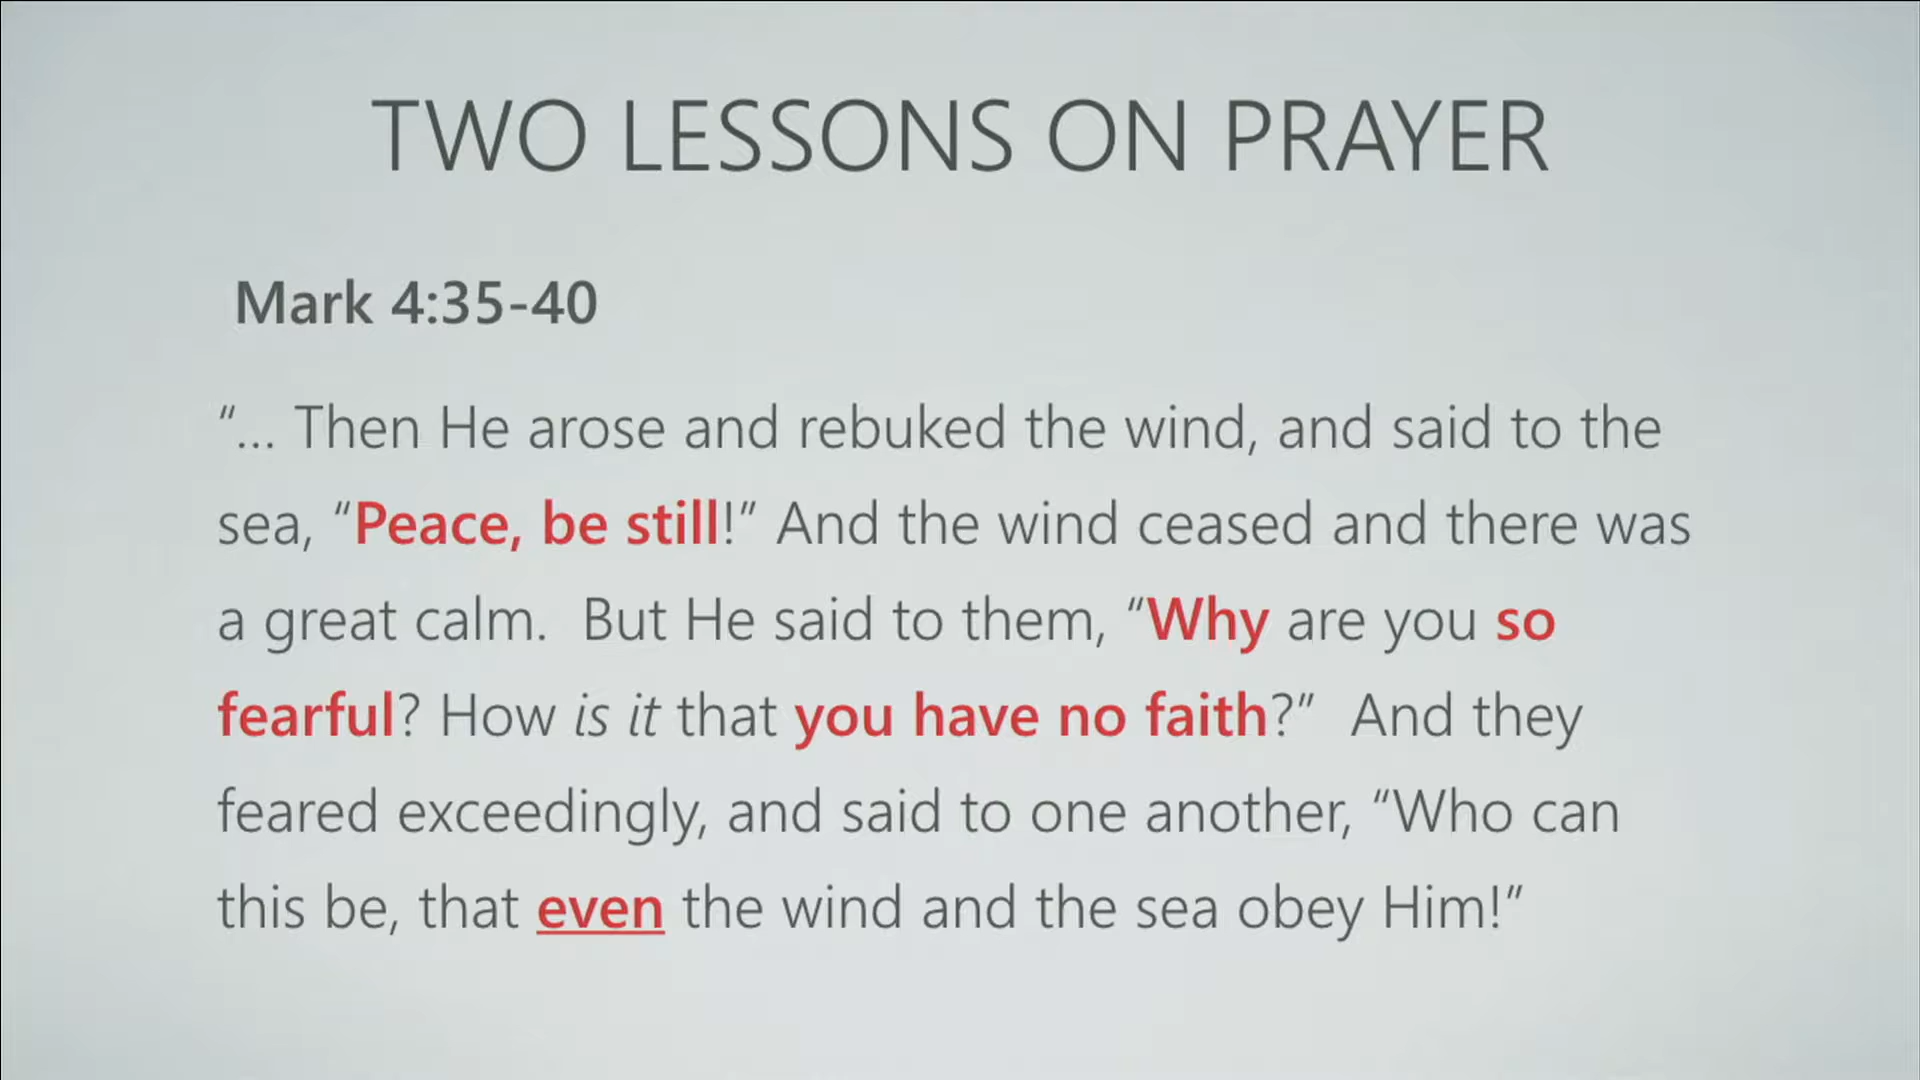 TWO LESSONS ON PRAYER
Mark 4:35-40
“... Then He arose and rebuked the wind, and said to the
sea, “Peace, be still!” And the wind ceased and there was
a great calm.  But He said to them, “Why are you so
fearful? How is it that you have no faith?”  And they
feared exceedingly, and said to one another, “Who can
this be, that even the wind and the sea obey Him!”